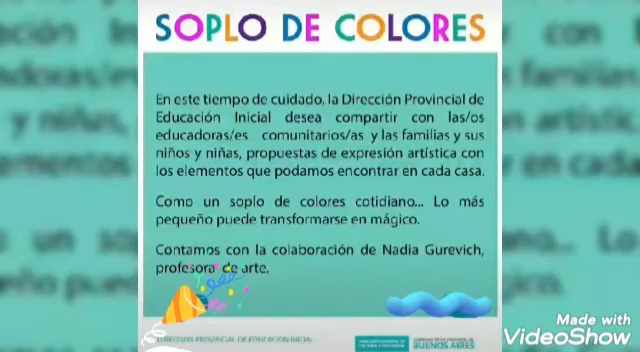 SOPLO DE COLORES
En este tiempo de cuidado, la Dirección Provincial de
Educación Inicial desea compartir con las/os
educadoras/es comunitarios/as y las familias y sus
niños y niñas, propuestas de expresión artística con
los elementos que podamos encontrar en cada casa.
Como un soplo de colores cotidiano... Lo más
pequeño puede transformarse en mágico.
Contamos con la colaboración de Nadia Gurevich,
profesora de arte.
DIRECCIÓN PROVINCIAL DE EDUCACIÓN INICIAL
BUENOS AIRES
Made with
VideoShow